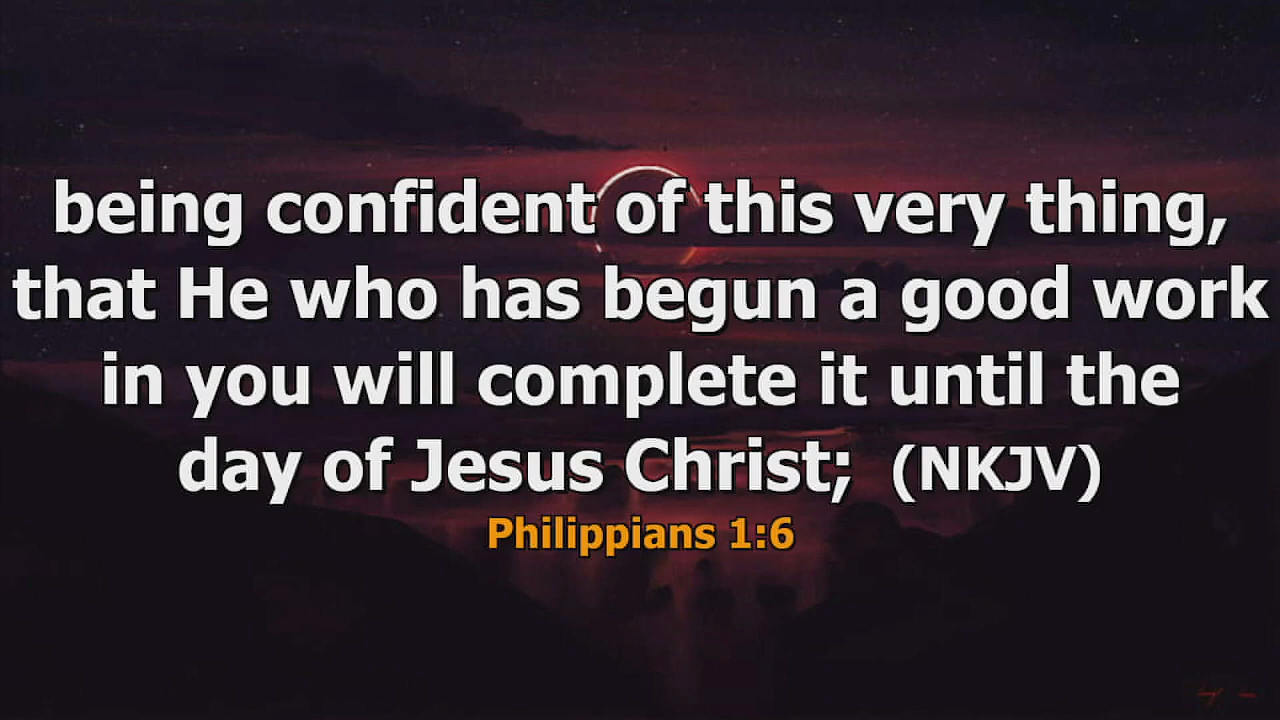 being confident of this very thing,
that He who has begun a good work
in you will complete it until the
day of Jesus Christ;  (NKJV)
Philippians 1:6